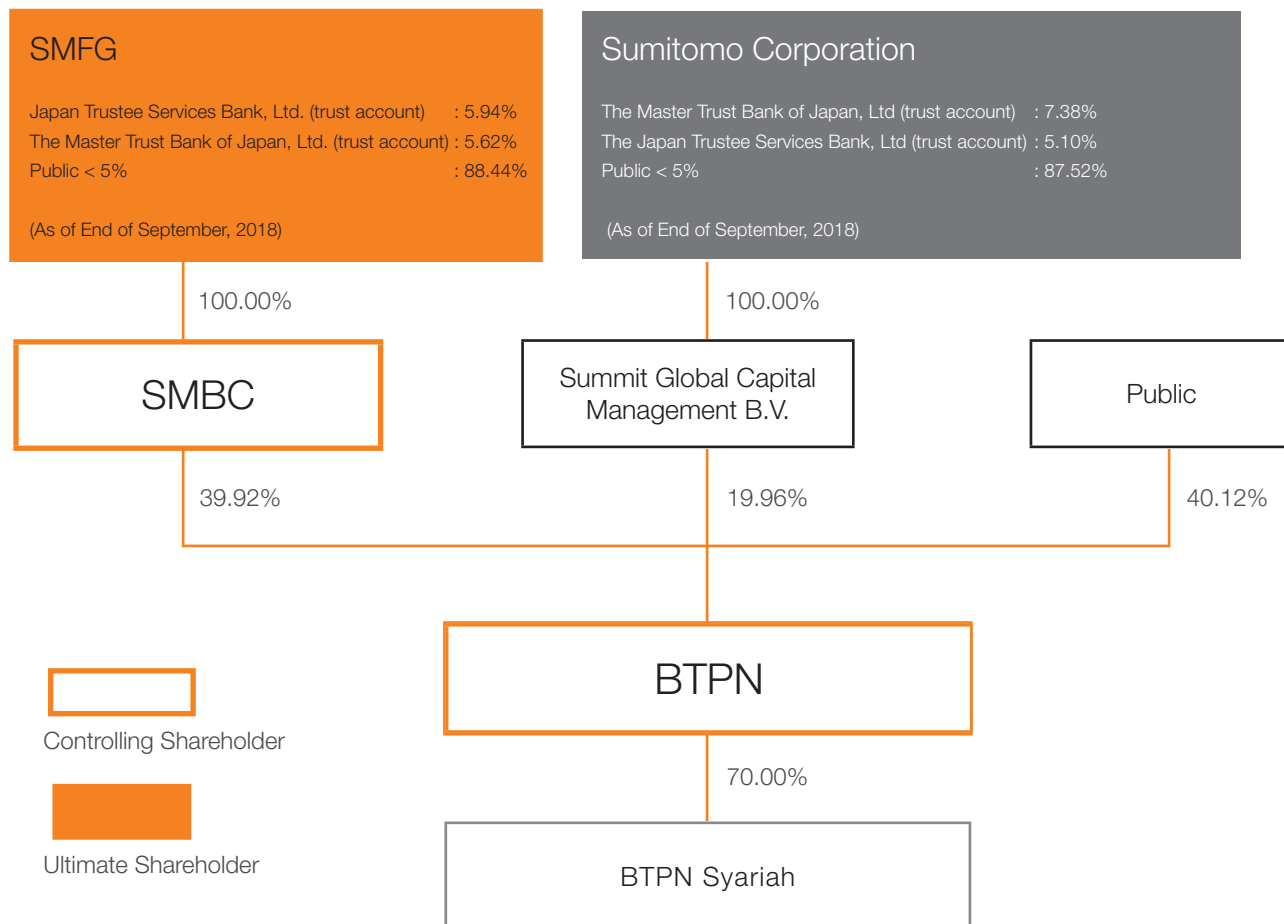 SMFG
Japan Trustee Services Bank, Ltd. (trust account) : 5.94%
The Master Trust Bank of Japan, Ltd. (trust account) : 5.62%
Public < 5% : 88.44%
(As of End of September, 2018)
Sumitomo Corporation
The Master Trust Bank of Japan, Ltd (trust account) : 7.38%
The Japan Trustee Services Bank, Ltd (trust account) : 5.10%
Public < 5% : 87.52%
(As of End of September, 2018)
100.00%
100.00%
SMBC
Summit Global Capital
Management B.V.
Public
39.92%
19.96%
40.12%
BTPN
Controlling Shareholder
70.00%
Ultimate Shareholder
BTPN Syariah